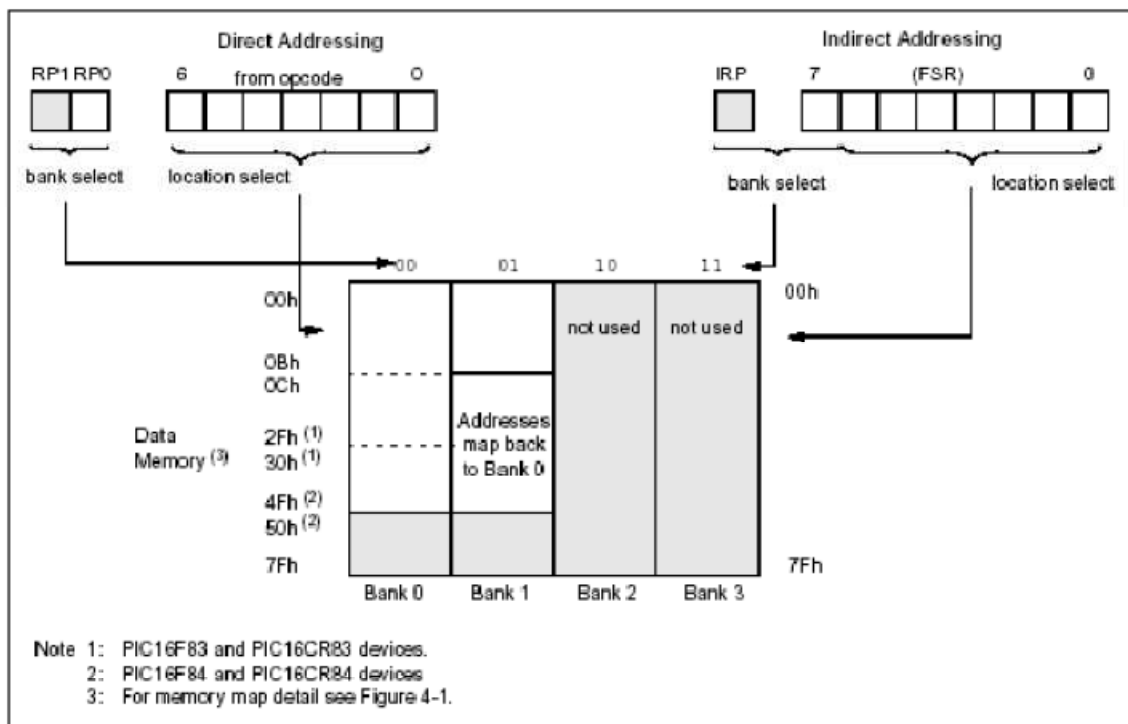 Direct Addressing
RP1 RP0 6 from opcode 0
bank select location select
Indirect Addressing
IRP 7 (FSR) 0
bank select location select
00 01 10 11
00h 00h
not used not used
0Bh
0Ch
Addresses
map back
to Bank 0
Data
Memory (3)
2Fh (1)
30h (1)
4Fh (2)
50h (2)
7Fh 7Fh
Bank 0 Bank 1 Bank 2 Bank 3
Note 1: PIC16F83 and PIC16CR83 devices.
2: PIC16F84 and PIC16CR84 devices
3: For memory map detail see Figure 4-1.